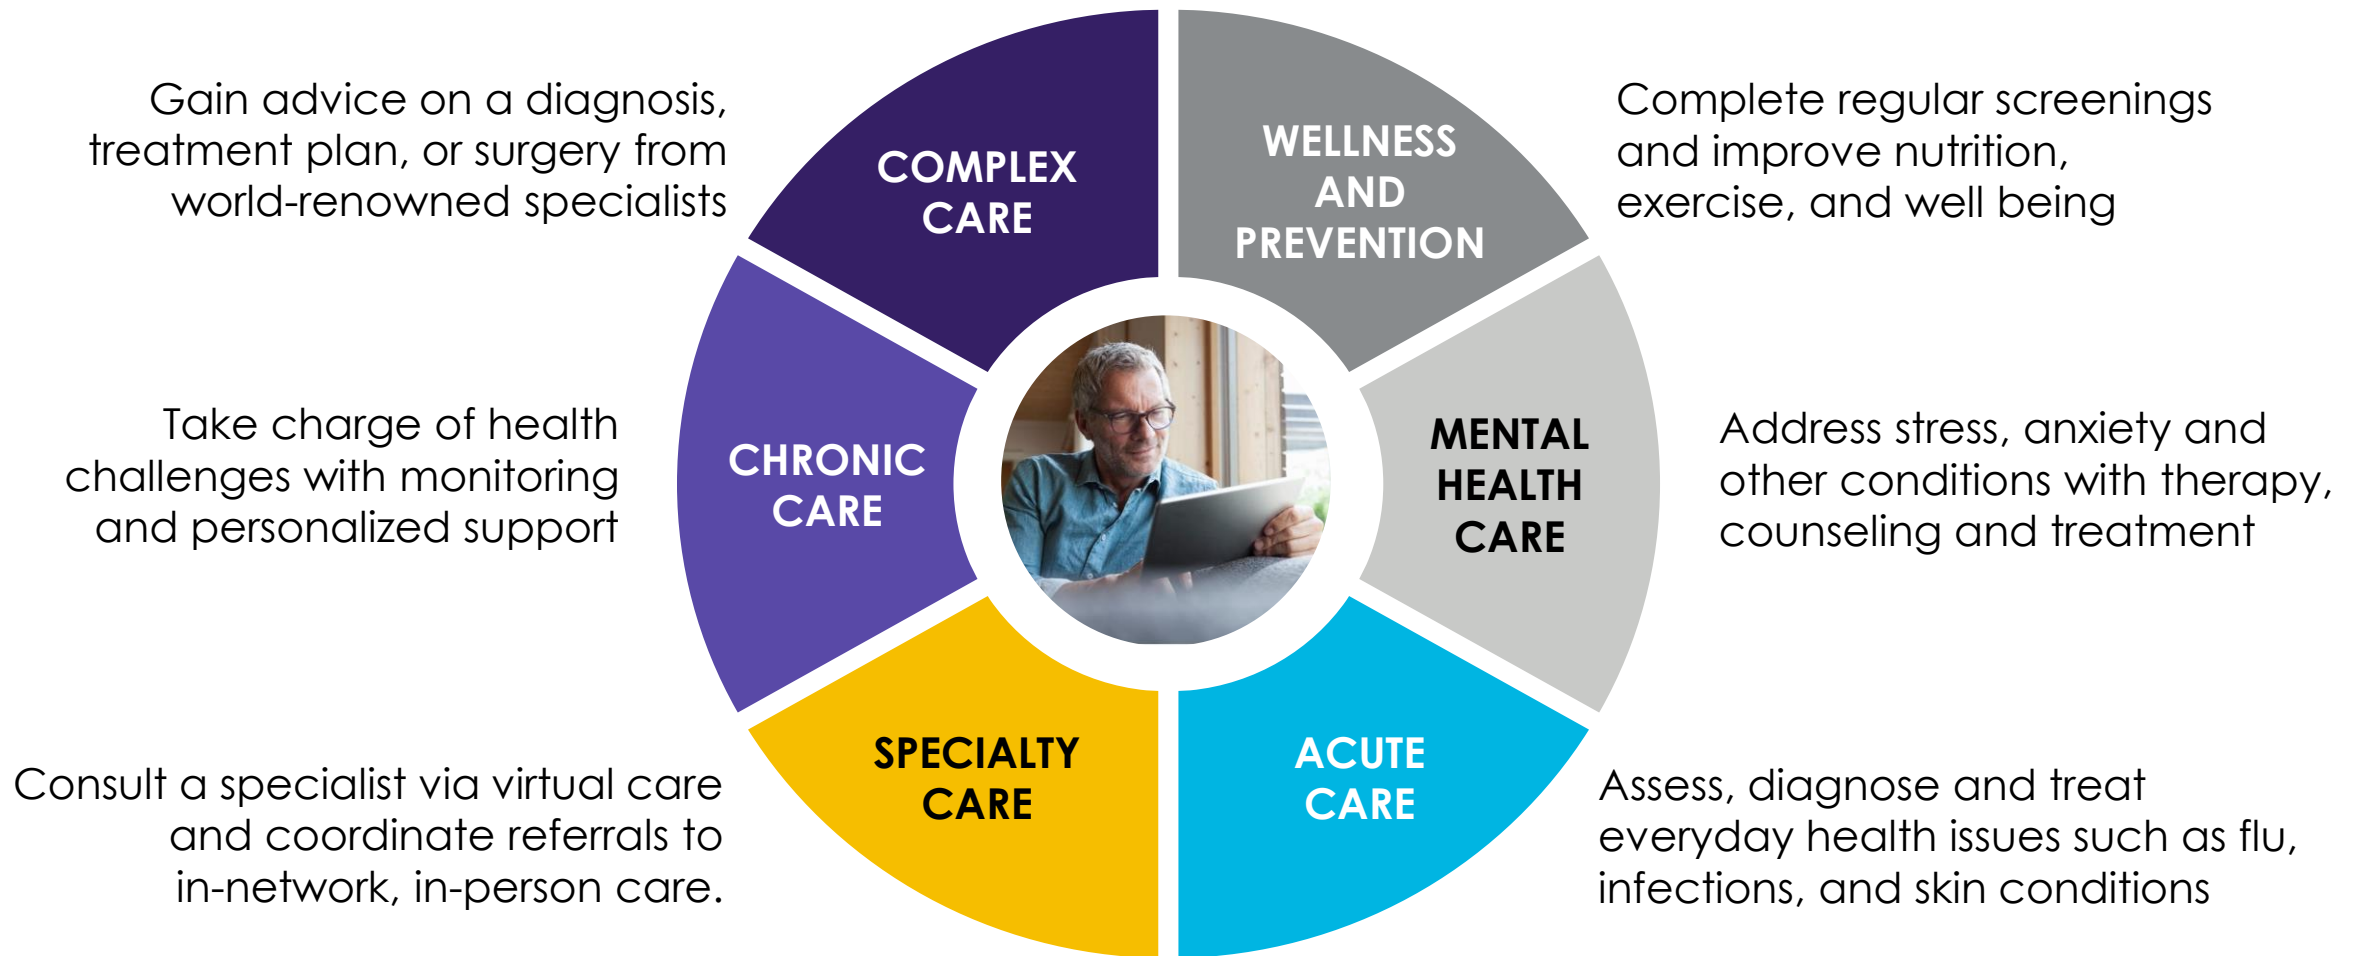 Gain advice on a diagnosis,
treatment plan, or surgery from
world-renowned specialists
COMPLEX
CARE
WELLNESS
AND
PREVENTION
Complete regular screenings
and improve nutrition,
exercise, and well being
Take charge of health
challenges with monitoring
and personalized support
CHRONIC
CARE
MENTAL
HEALTH
CARE
Address stress, anxiety and
other conditions with therapy,
counseling and treatment
Consult a specialist via virtual care
and coordinate referrals to
in-network, in-person care.
SPECIALTY
CARE
ACUTE
CARE
Assess, diagnose and treat
everyday health issues such as flu,
infections, and skin conditions